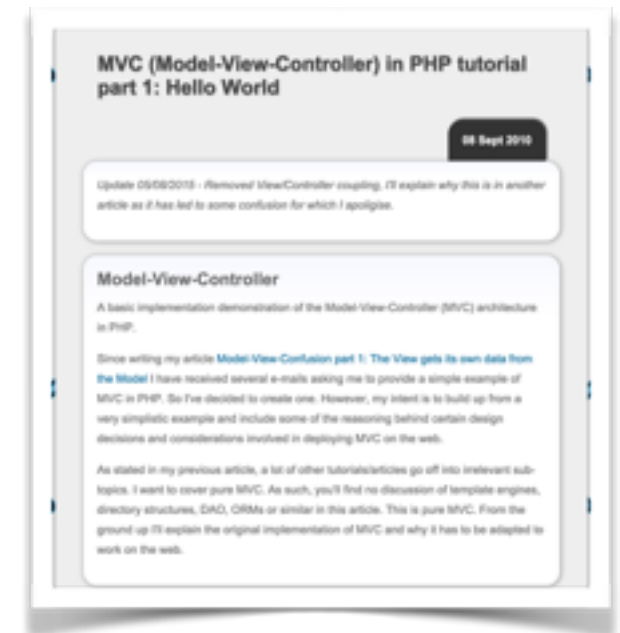 MVC (Model-View-Controller) in PHP tutorial
part 1: Hello World
08 Sept 2010
Update 05/08/2015 - Removed View/Controller coupling, I'll explain why this is in another
article as it has led to some confusion for which I apoligise.
Model-View-Controller
A basic implementation demonstration of the Model-View-Controller (MVC) architecture
in PHP.
Since writing my article Model-View-Confusion part 1: The View gets its own data from
the Model I have received several e-mails asking me to provide a simple example of
MVC in PHP. So I've decided to create one. However, my intent is to build up from a
very simplistic example and include some of the reasoning behind certain design
decisions and considerations involved in deploying MVC on the web.
As stated in my previous article, a lot of other tutorials/articles go off into irrelevant sub-
topics. I want to cover pure MVC. As such, you'll find no discussion of template engines,
directory structures, DAO, ORMs or similar in this article. This is pure MVC. From the
ground up I'll explain the original implementation of MVC and why it has to be adapted to
work on the web.